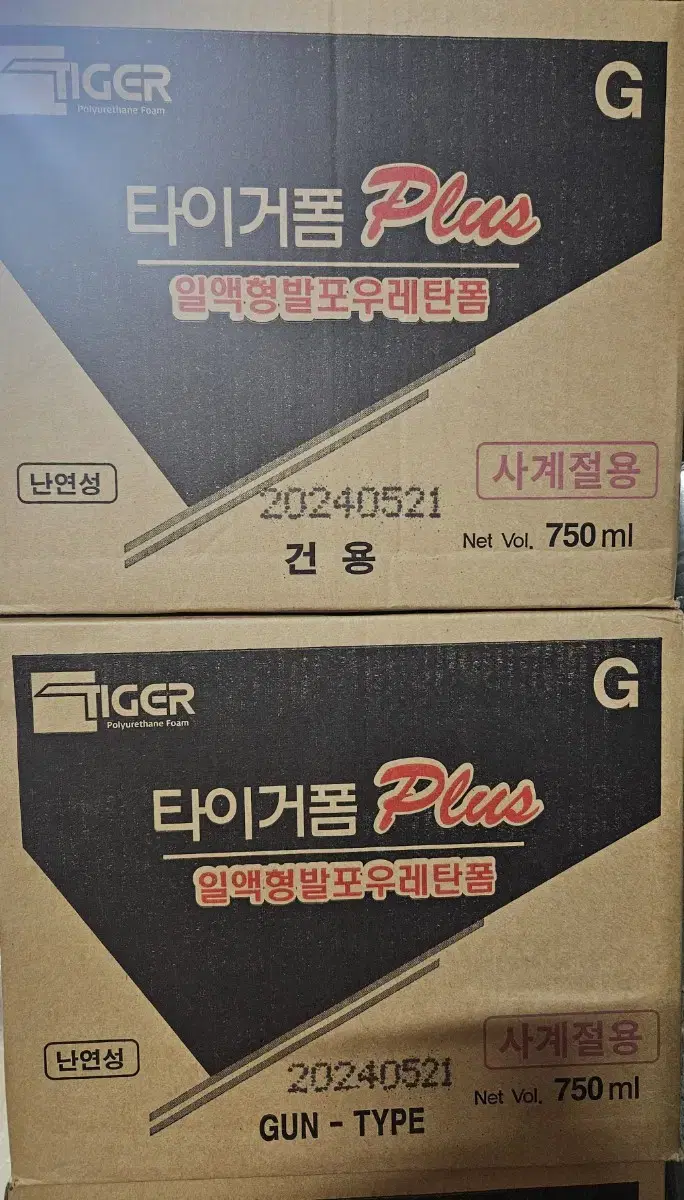 TIGER
Polyurethane Foam
G
타이거폼 Plus
일액형발포우레탄폼
난연성
사계절용
20240521
Net Vol. 750 ml
건 용
TIGER
Polyurethane Foam
G
타이거폼 Plus
일액형발포우레탄폼
난연성
사계절용
20240521
Net Vol. 750 ml
GUN - TYPE